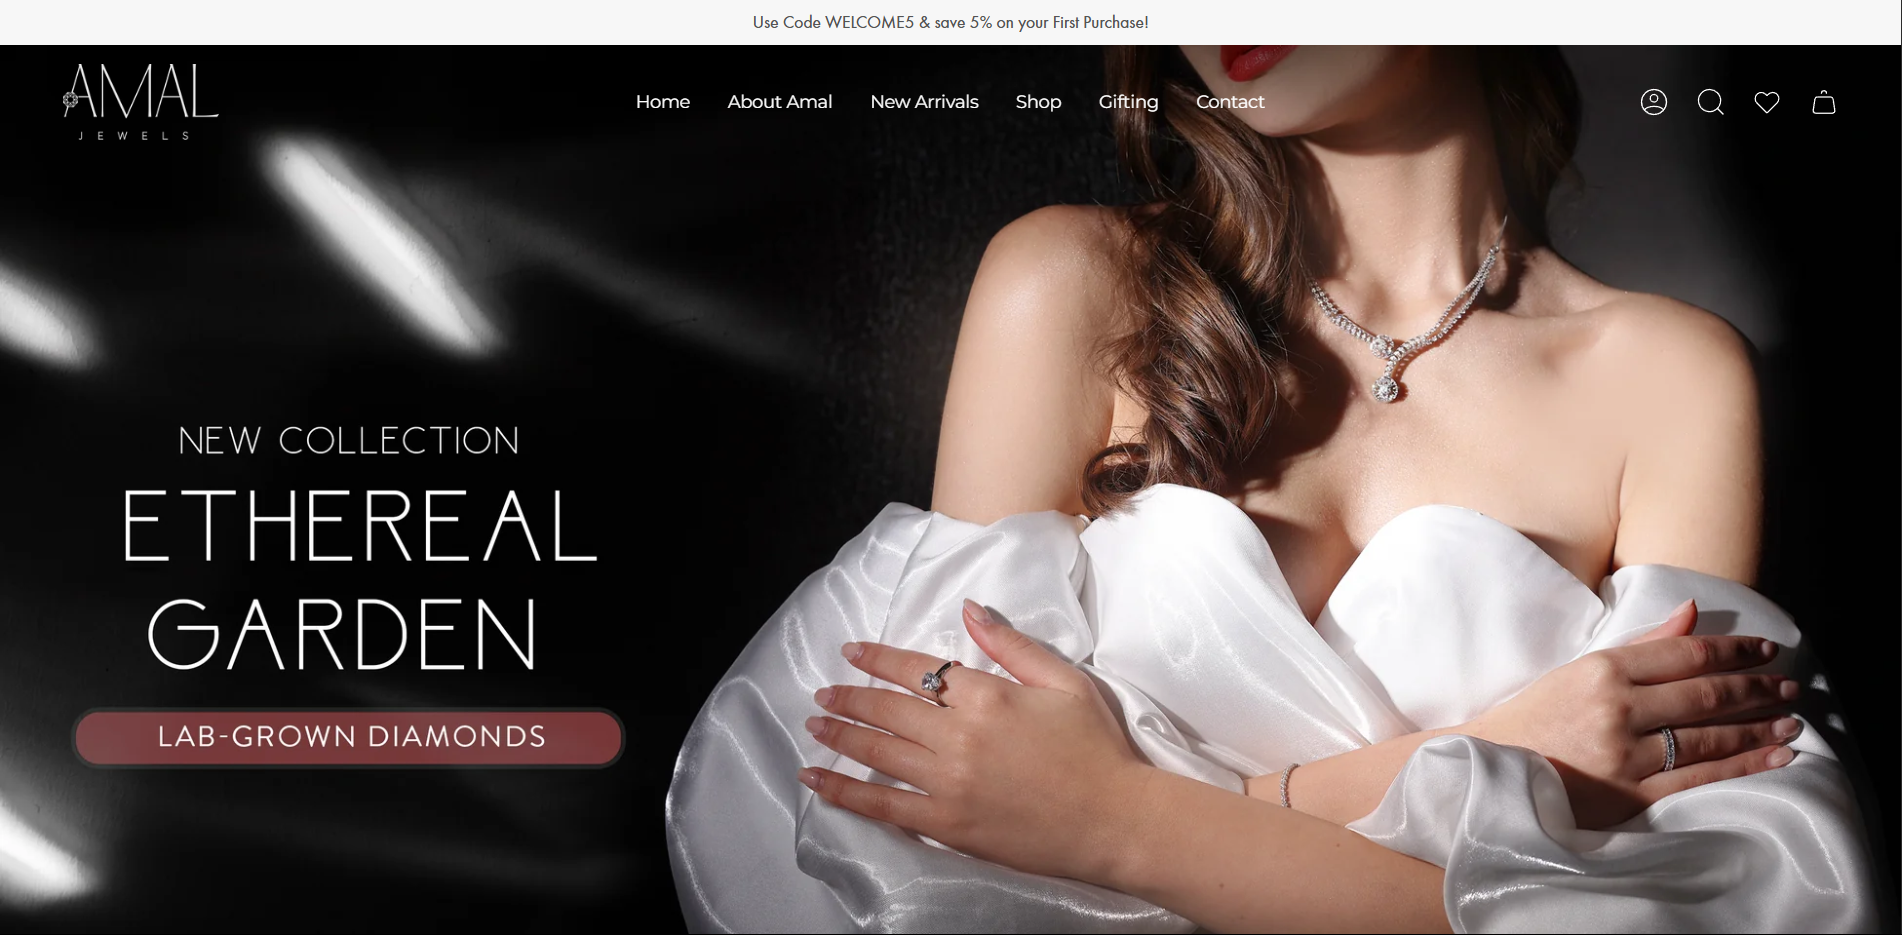 Use Code WELCOME5 & save 5% on your First Purchase!
AMAL
JEWELS
Home About Amal New Arrivals Shop Gifting Contact
NEW COLLECTION
ETHEREAL
GARDEN
LAB-GROWN DIAMONDS